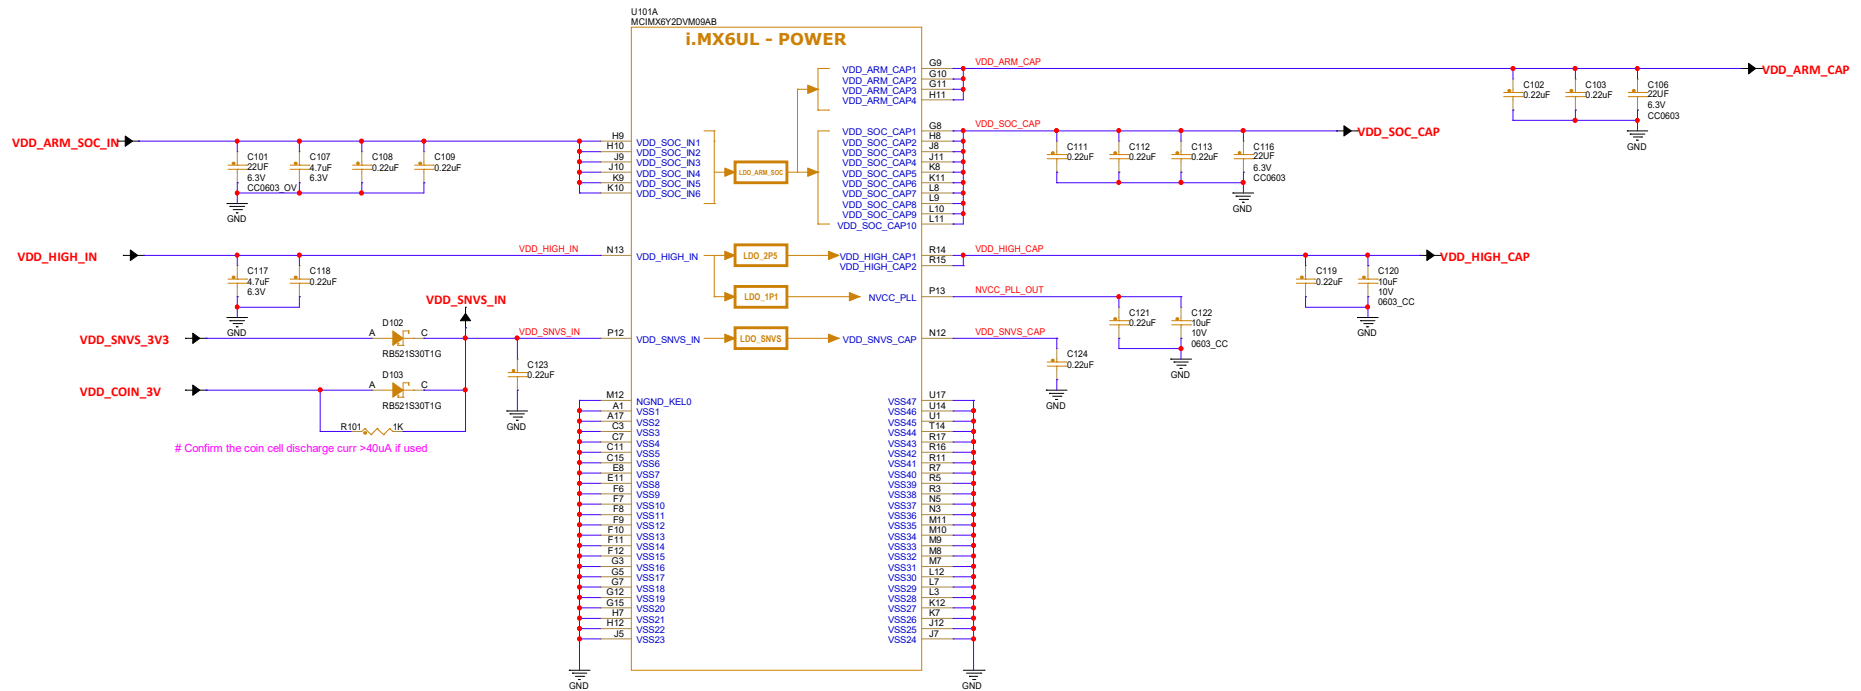 U101A
MCIMX6Y2DVM09AB
i.MX6UL - POWER
VDD_ARM_CAP1 G9 VDD_ARM_CAP
VDD_ARM_CAP2 G10
VDD_ARM_CAP3 G11
VDD_ARM_CAP4 H11
VDD_ARM_CAP
C102
0.22uF
C103
0.22uF
C106
22UF
6.3V
CC0603
GND
VDD_ARM_SOC_IN
C101
22UF
6.3V
CC0603_OV
C107
4.7uF
6.3V
C108
0.22uF
C109
0.22uF
GND
H9 VDD_SOC_IN1
H10 VDD_SOC_IN2
J9 VDD_SOC_IN3
J10 VDD_SOC_IN4
K9 VDD_SOC_IN5
K10 VDD_SOC_IN6
LDO_ARM_SOC
VDD_SOC_CAP1 G8 VDD_SOC_CAP
VDD_SOC_CAP2 H8
VDD_SOC_CAP3 J8
VDD_SOC_CAP4 J11
VDD_SOC_CAP5 K8
VDD_SOC_CAP6 K11
VDD_SOC_CAP7 L8
VDD_SOC_CAP8 L9
VDD_SOC_CAP9 L10
VDD_SOC_CAP10 L11
VDD_SOC_CAP
C111
0.22uF
C112
0.22uF
C113
0.22uF
C116
22UF
6.3V
CC0603
GND
VDD_HIGH_IN
VDD_HIGH_IN N13 VDD_HIGH_IN
C117
4.7uF
6.3V
C118
0.22uF
GND
LDO_2P5
VDD_HIGH_CAP1 R14 VDD_HIGH_CAP
VDD_HIGH_CAP2 R15
VDD_HIGH_CAP
C119
0.22uF
C120
10uF
10V
0603_CC
GND
LDO_1P1
NVCC_PLL P13 NVCC_PLL_OUT
C121
0.22uF
C122
10uF
10V
0603_CC
GND
VDD_SNVS_IN
VDD_SNVS_3V3
A D102 C
RB521S30T1G
VDD_SNVS_IN P12 VDD_SNVS_IN
LDO_SNVS
VDD_SNVS_CAP N12 VDD_SNVS_CAP
C123
0.22uF
GND
C124
0.22uF
GND
VDD_COIN_3V
A D103 C
RB521S30T1G
R101 1K
# Confirm the coin cell discharge curr >40uA if used
M12 NGND_KEL0
A1 VSS1
A17 VSS2
C3 VSS3
C7 VSS4
C11 VSS5
C15 VSS6
E8 VSS7
E11 VSS8
F6 VSS9
F7 VSS10
F8 VSS11
F9 VSS12
F10 VSS13
F11 VSS14
F12 VSS15
G3 VSS16
G5 VSS17
G7 VSS18
G12 VSS19
G15 VSS20
H7 VSS21
H12 VSS22
J5 VSS23
GND
VSS47 U17
VSS46 U14
VSS45 U1
VSS44 T14
VSS43 R17
VSS42 R16
VSS41 R11
VSS40 R7
VSS39 R5
VSS38 R3
VSS37 N5
VSS36 N3
VSS35 M11
VSS34 M10
VSS33 M9
VSS32 M8
VSS31 M7
VSS30 L12
VSS29 L7
VSS28 L3
VSS27 K12
VSS26 K7
VSS25 J12
VSS24 J7
GND